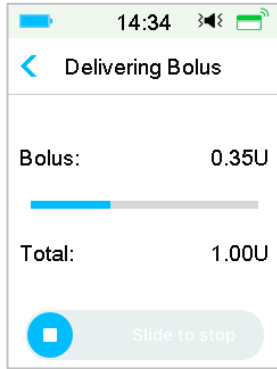 14:34
Delivering Bolus
Bolus: 0.35U
Total: 1.00U
Slide to stop